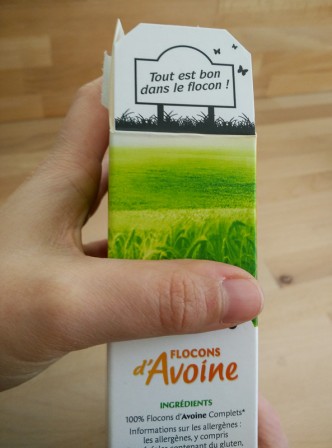 Tout est bon
dans le flocon !
FLOCONS
d'Avoine
INGRÉDIENTS
100% Flocons d'Avoine Complets*
Informations sur les allergènes :
les allergènes, y compris
contenant du gluten,